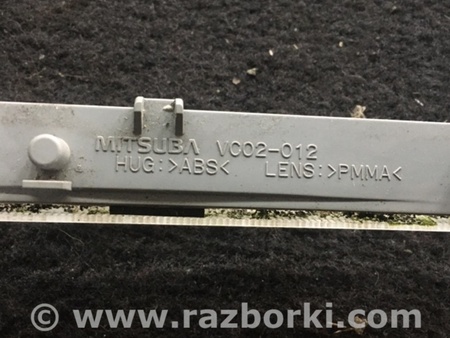 MITSUBA VC02-012
HUG:>ABS< LENS:>PMMA<
© www.razborki.com